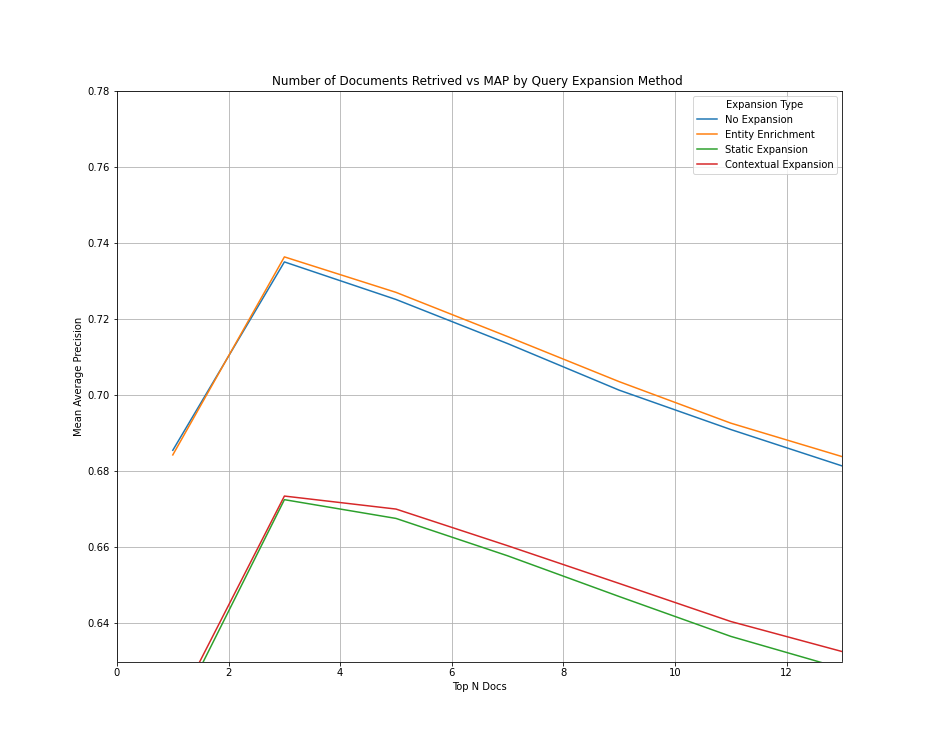 Number of Documents Retrived vs MAP by Query Expansion Method
0.78
0.76
0.74
0.72
0.70
0.68
0.66
0.64
Mean Average Precision
Expansion Type
No Expansion
Entity Enrichment
Static Expansion
Contextual Expansion
0 2 4 6 8 10 12
Top N Docs